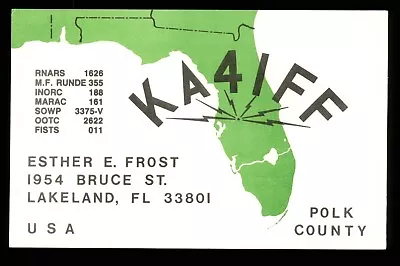 RNARS 1626
M.F. RUNDE 355
INORC 188
MARAC 161
SOWP 3375-V
OOTC 2622
FISTS 011
KA4IFF
ESTHER E. FROST
1954 BRUCE ST.
LAKELAND, FL 33801
USA
POLK
COUNTY